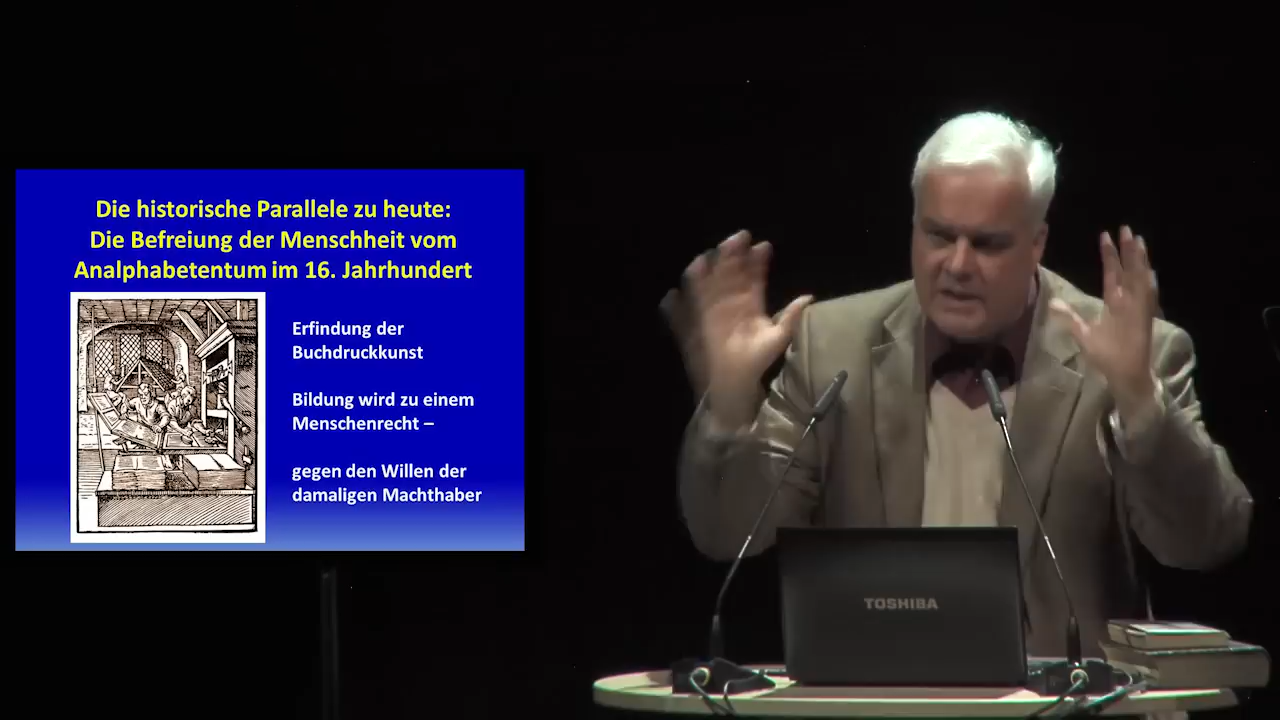 Die historische Parallele zu heute:
Die Befreiung der Menschheit vom
Analphabetentum im 16. Jahrhundert
Erfindung der
Buchdruckkunst
Bildung wird zu einem
Menschenrecht –
gegen den Willen der
damaligen Machthaber
TOSHIBA